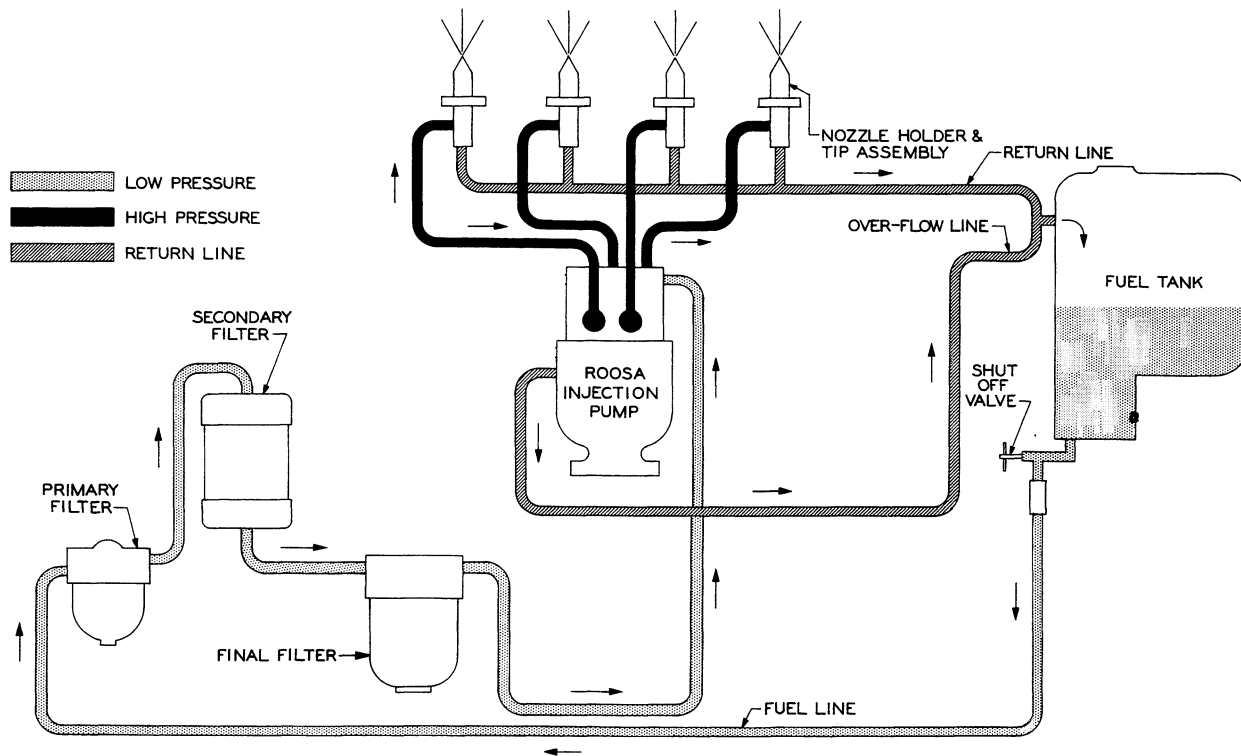 NOZZLE HOLDER &
TIP ASSEMBLY
RETURN LINE
LOW PRESSURE
HIGH PRESSURE
RETURN LINE
OVER-FLOW LINE
FUEL TANK
SECONDARY
FILTER
ROOSA
INJECTION
PUMP
SHUT
OFF
VALVE
PRIMARY
FILTER
FINAL FILTER
FUEL LINE